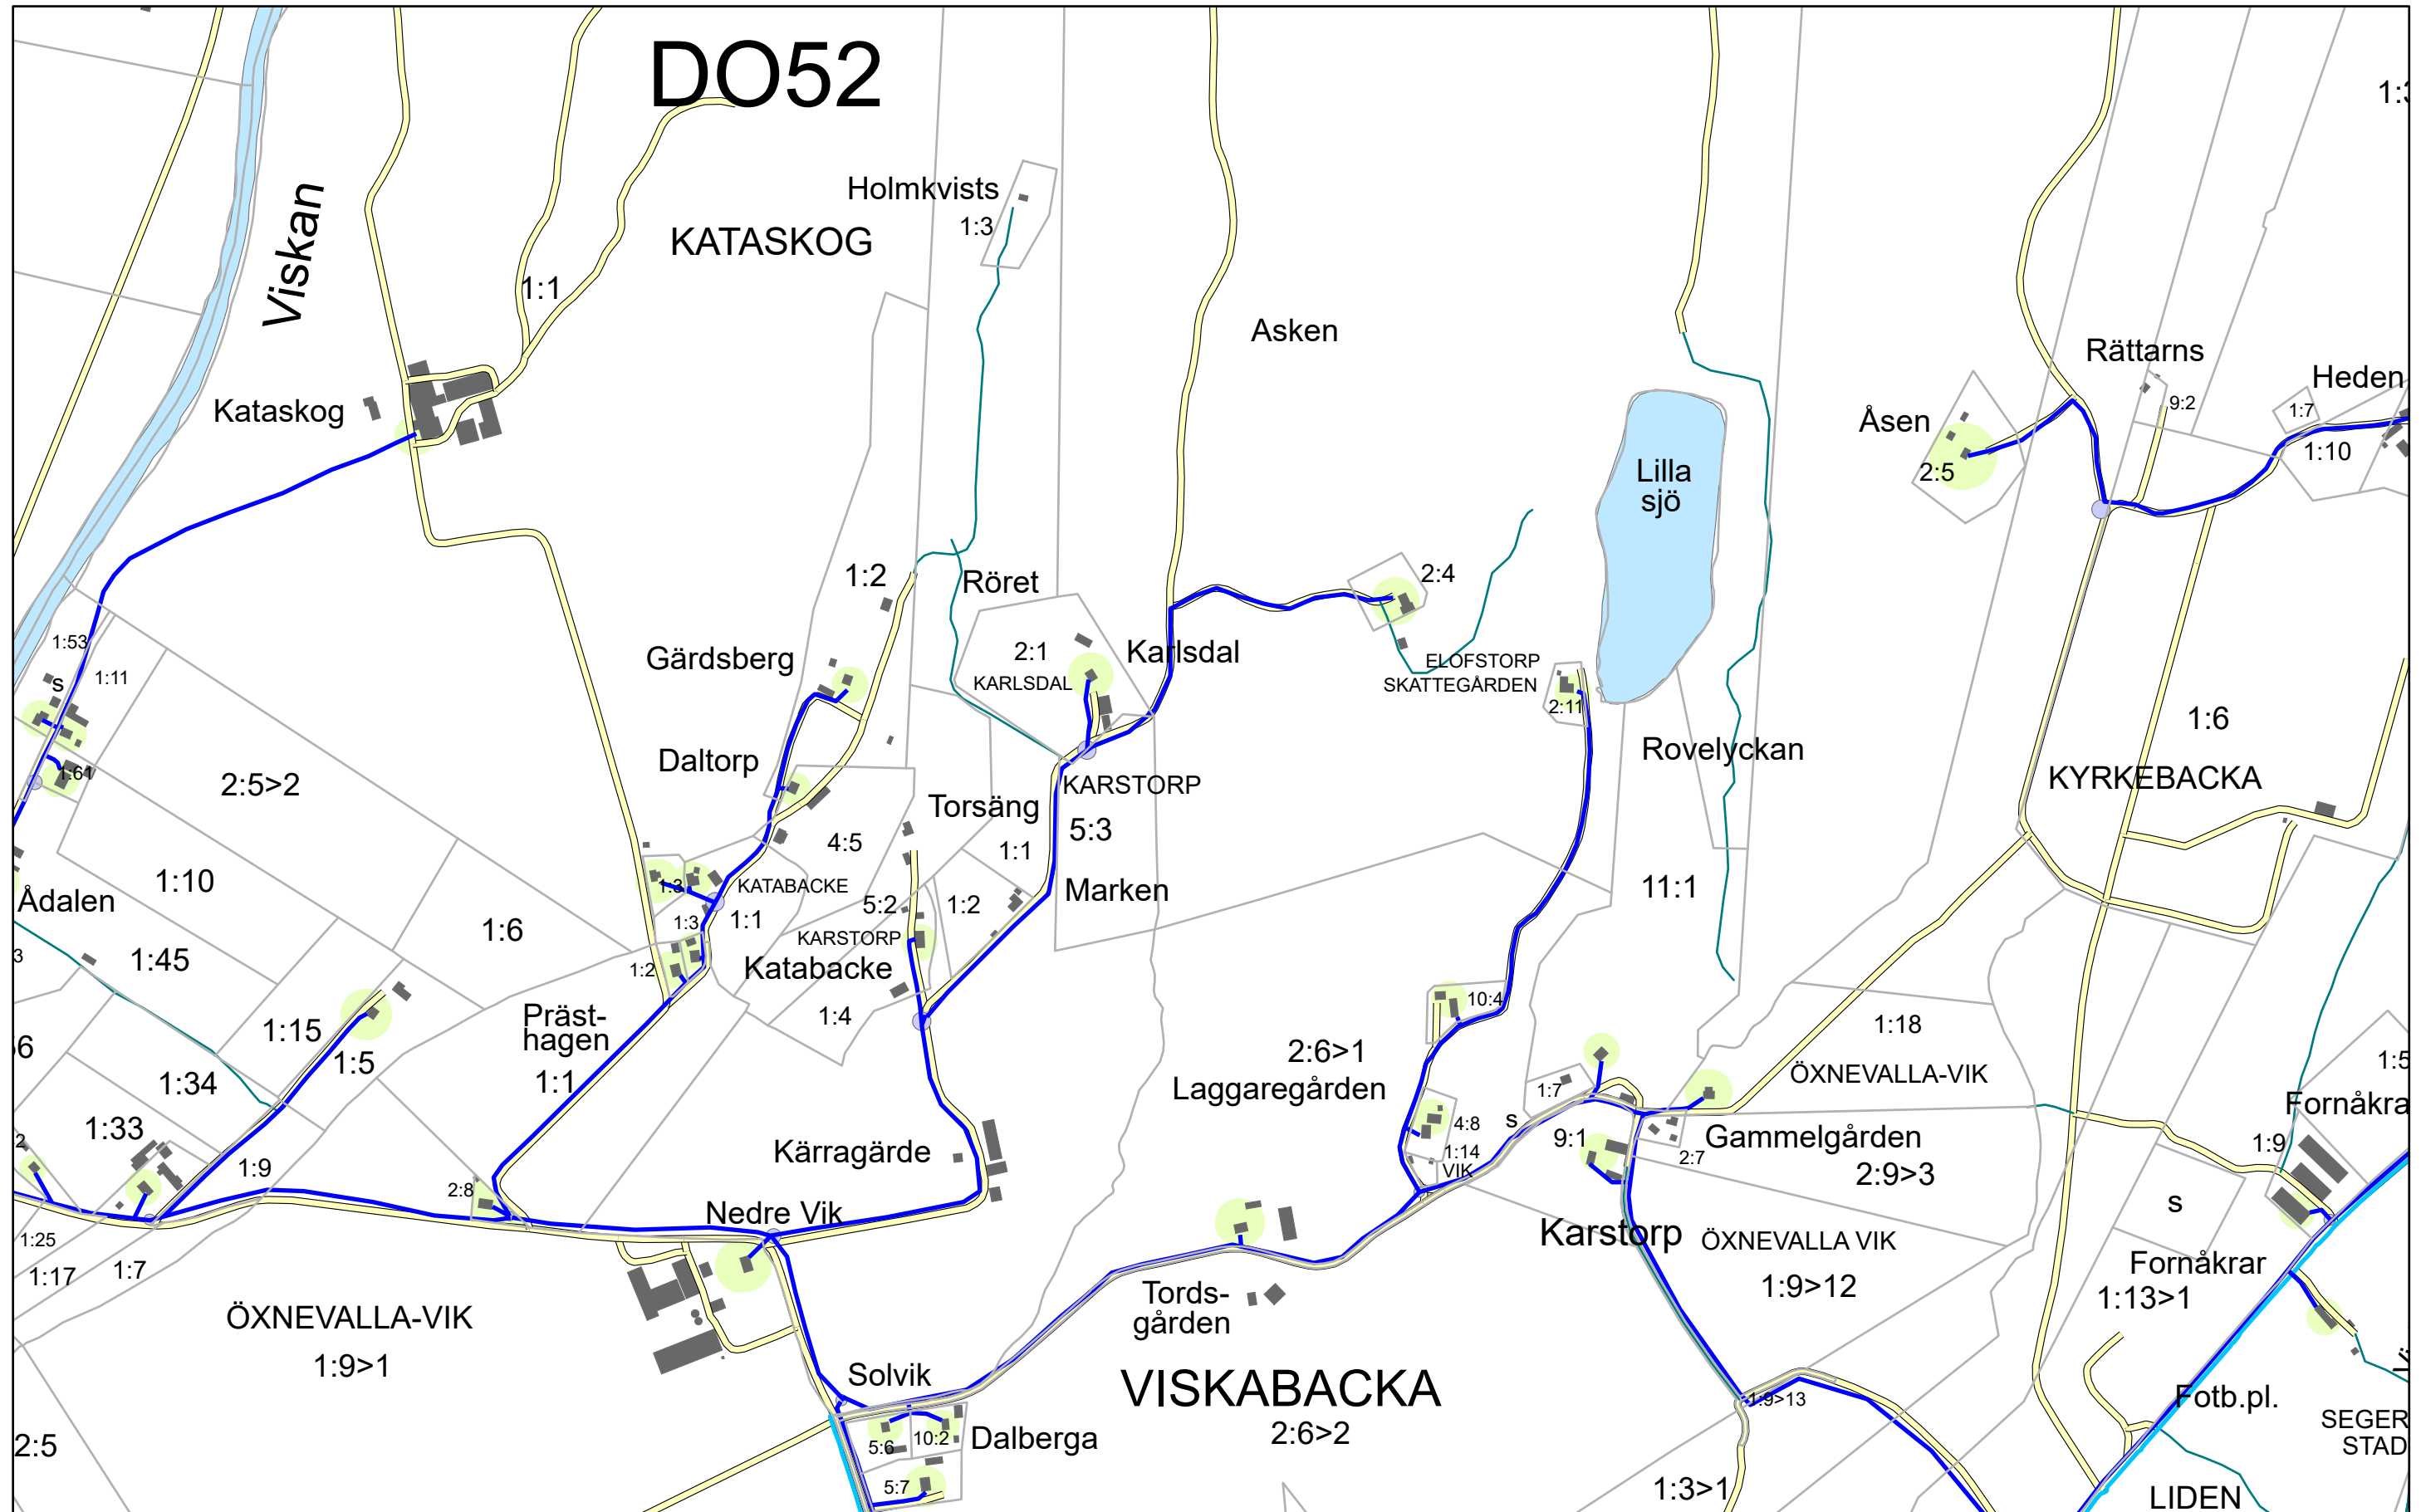 DO52
Viskan
Holmkvists
1:3
KATASKOG
1:1
Asken
Rättarns
Heden
9:2
1:7
1:10
Kataskog
Åsen
2:5
Lilla
sjö
1:2
Röret
2:4
1:53
1:11
s
Gärdsberg
2:1
KARLSDAL
Karlsdal
ELOFSTORP
SKATTEGÅRDEN
2:11
1:6
Rovelyckan
KYRKEBACKA
Daltorp
1:61
2:5>2
KARSTORP
Torsäng
5:3
4:5
1:1
1:10
Ådalen
1:3
KATABACKE
1:3
1:1
5:2
1:2
Marken
11:1
1:6
KARSTORP
Katabacke
1:45
1:2
3
10:4
1:4
Präst-
hagen
1:1
1:15
1:5
1:18
2:6>1
Laggaregården
ÖXNEVALLA-VIK
1:34
1:7
1:5
Fornåkra
1:33
2
4:8
s
9:1
Gammelgården
2:7
1:9
1:14
VIK
Kärragärde
1:9
2:9>3
2:8
Nedre Vik
s
1:25
1:17
1:7
Karstorp
ÖXNEVALLA VIK
1:9>12
Fornåkrar
1:13>1
Tords-
gården
ÖXNEVALLA-VIK
1:9>1
Solvik
VISKABACKA
2:6>2
1:9>13
Fotb.pl.
SEGER
STAD
2:5
5:6
10:2
Dalberga
5:7
1:3>1
LIDEN